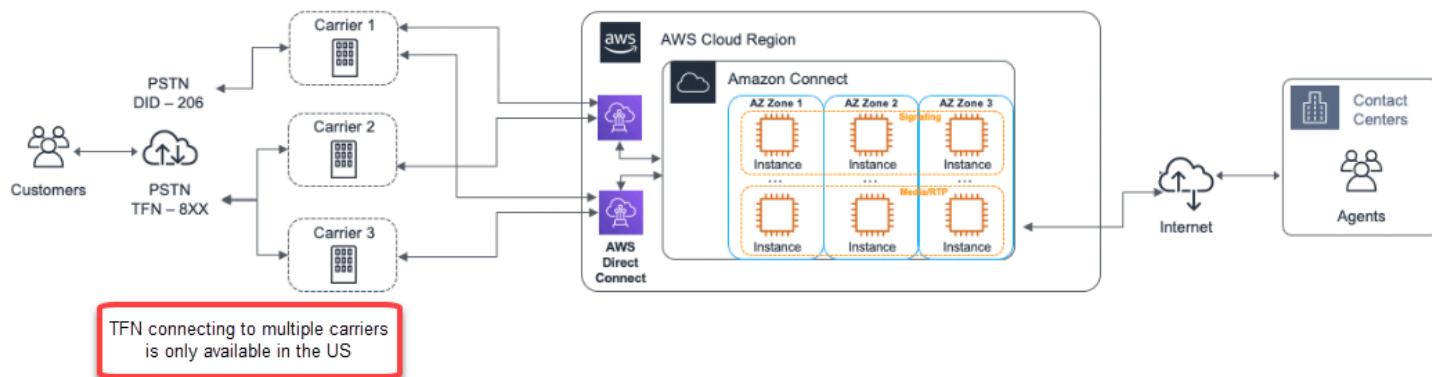 Customers
PSTN
DID – 206
PSTN
TFN – 8XX
Carrier 1
Carrier 2
Carrier 3
TFN connecting to multiple carriers
is only available in the US
aws
AWS Cloud Region
AWS
Direct
Connect
Amazon Connect
AZ Zone 1
AZ Zone 2
AZ Zone 3
Signaling
Instance
Instance
Instance
...
...
...
Media/RTP
Instance
Instance
Instance
Internet
Contact
Centers
Agents